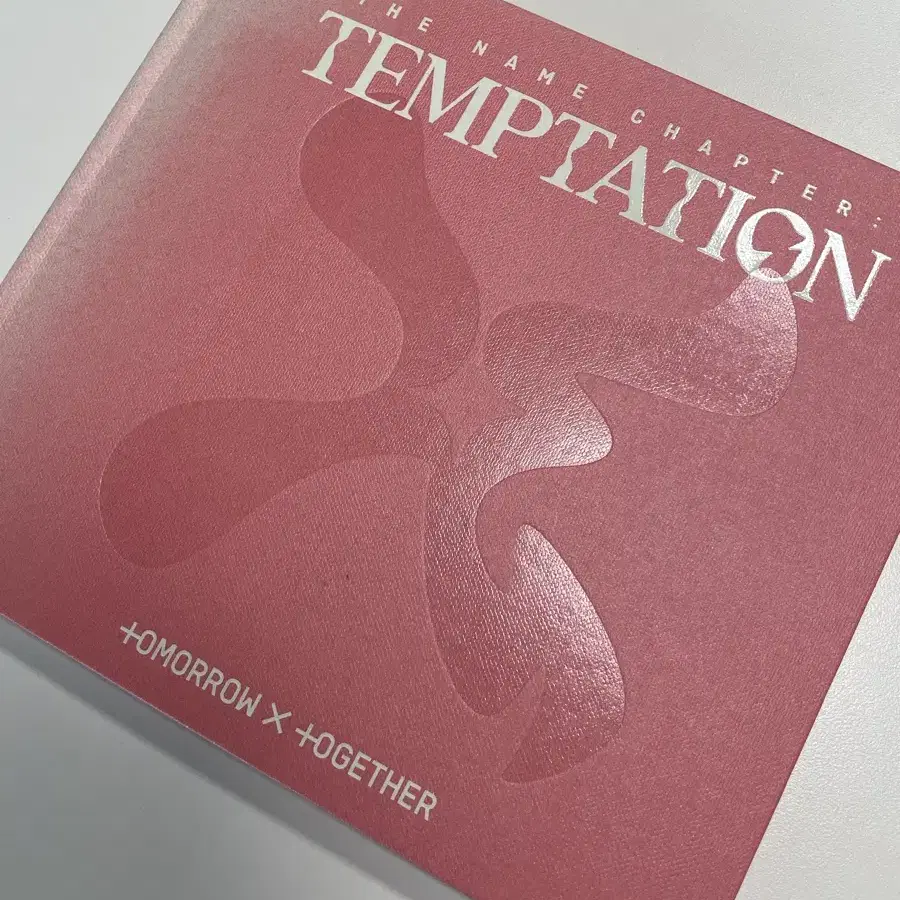 THE NAME CHAPTER:
TEMPTATION
TOMORROW X TOGETHER